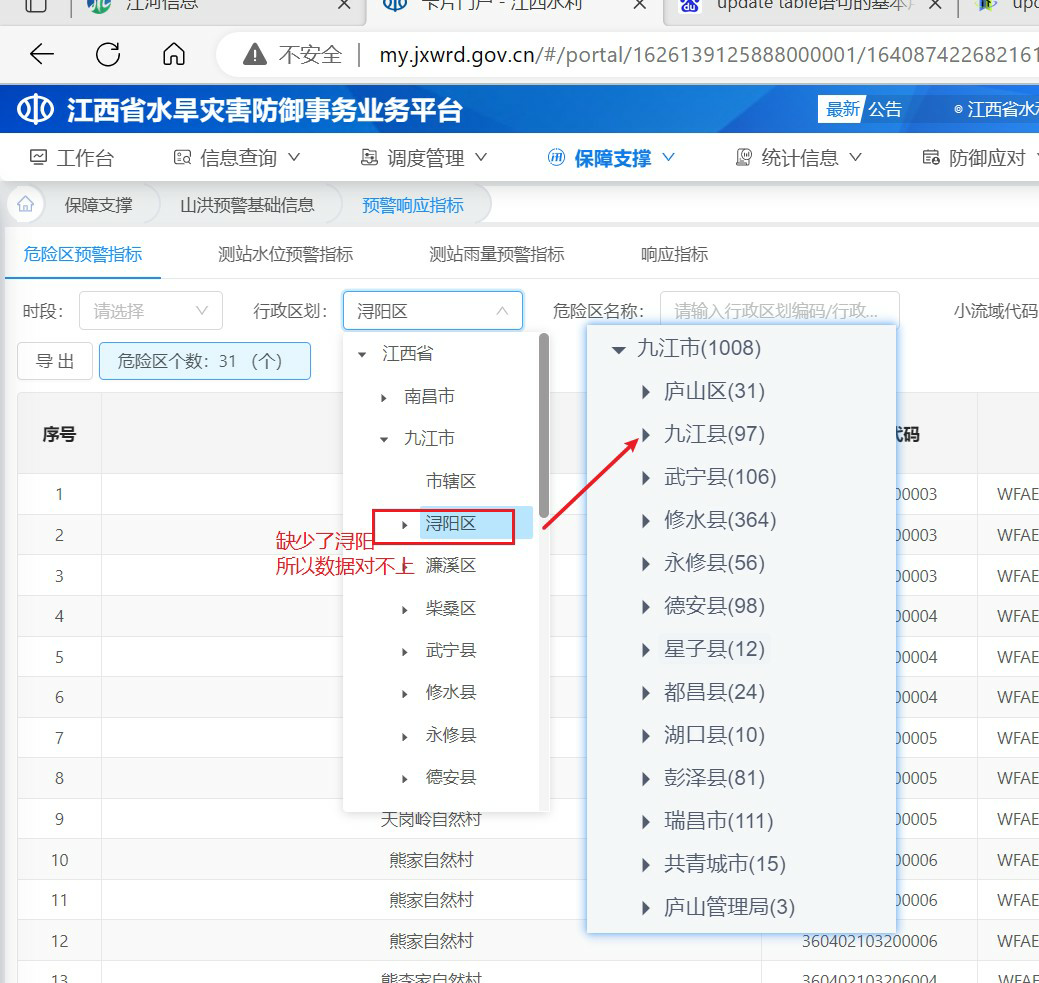 江河信息
卡片门户 - 江西水利
update table语句的基本
不安全
my.jxwrd.gov.cn/#/portal/1626139125888000001/1640874226821
江西省水旱灾害防御事务业务平台
最新 公告
江西省水利
工作台 信息查询 调度管理 保障支撑 统计信息 防御应对
保障支撑 山洪预警基础信息 预警响应指标
危险区预警指标 测站水位预警指标 测站雨量预警指标 响应指标
时段: 请选择 行政区划: 浔阳区 危险区名称: 请输入行政区划编码/行政... 小流域代码
导 出 危险区个数: 31 (个)
江西省
南昌市
九江市
市辖区
浔阳区
濂溪区
柴桑区
武宁县
修水县
永修县
德安县
缺少了浔阳
所以数据对不上
九江市(1008)
庐山区(31)
九江县(97)
武宁县(106)
修水县(364)
永修县(56)
德安县(98)
星子县(12)
都昌县(24)
湖口县(10)
彭泽县(81)
瑞昌市(111)
共青城市(15)
庐山管理局(3)
序号 代码
1 00003 WFAE
2 00003 WFAE
3 00003 WFAE
4 00004 WFAE
5 00004 WFAE
6 00004 WFAE
7 00005 WFAE
8 00005 WFAE
9 天岗岭自然村 00005 WFAE
10 熊家自然村 00006 WFAE
11 熊家自然村 00006 WFAE
12 熊家自然村 360402103200006 WFAE
13 熊李家自然村 360402103206004 WFAE